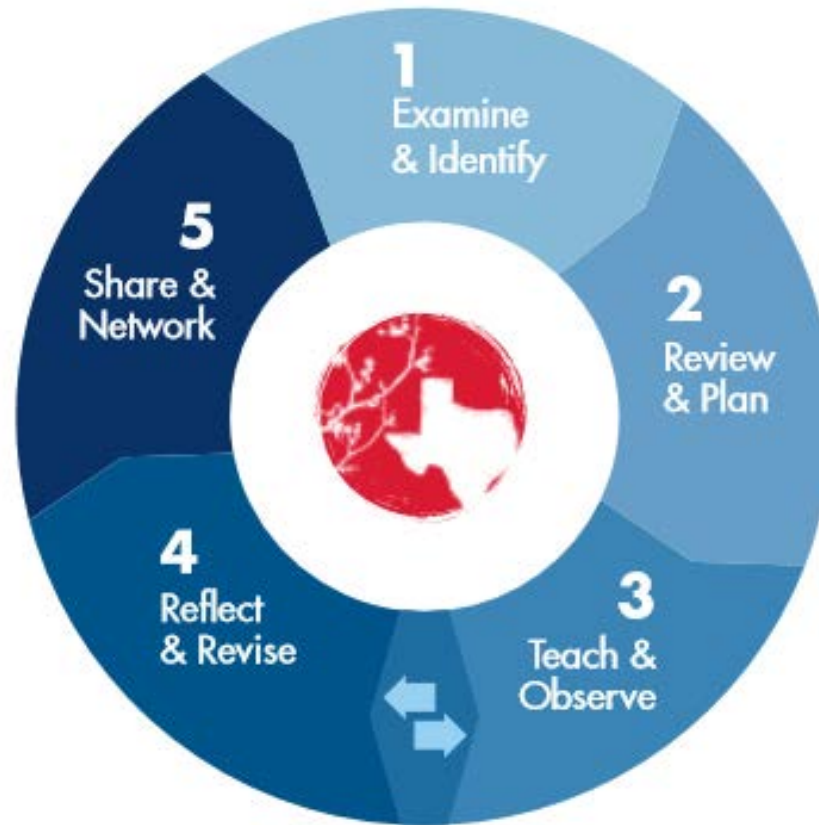 1
Examine
& Identify
2
Review
& Plan
3
Teach &
Observe
4
Reflect
& Revise
5
Share &
Network